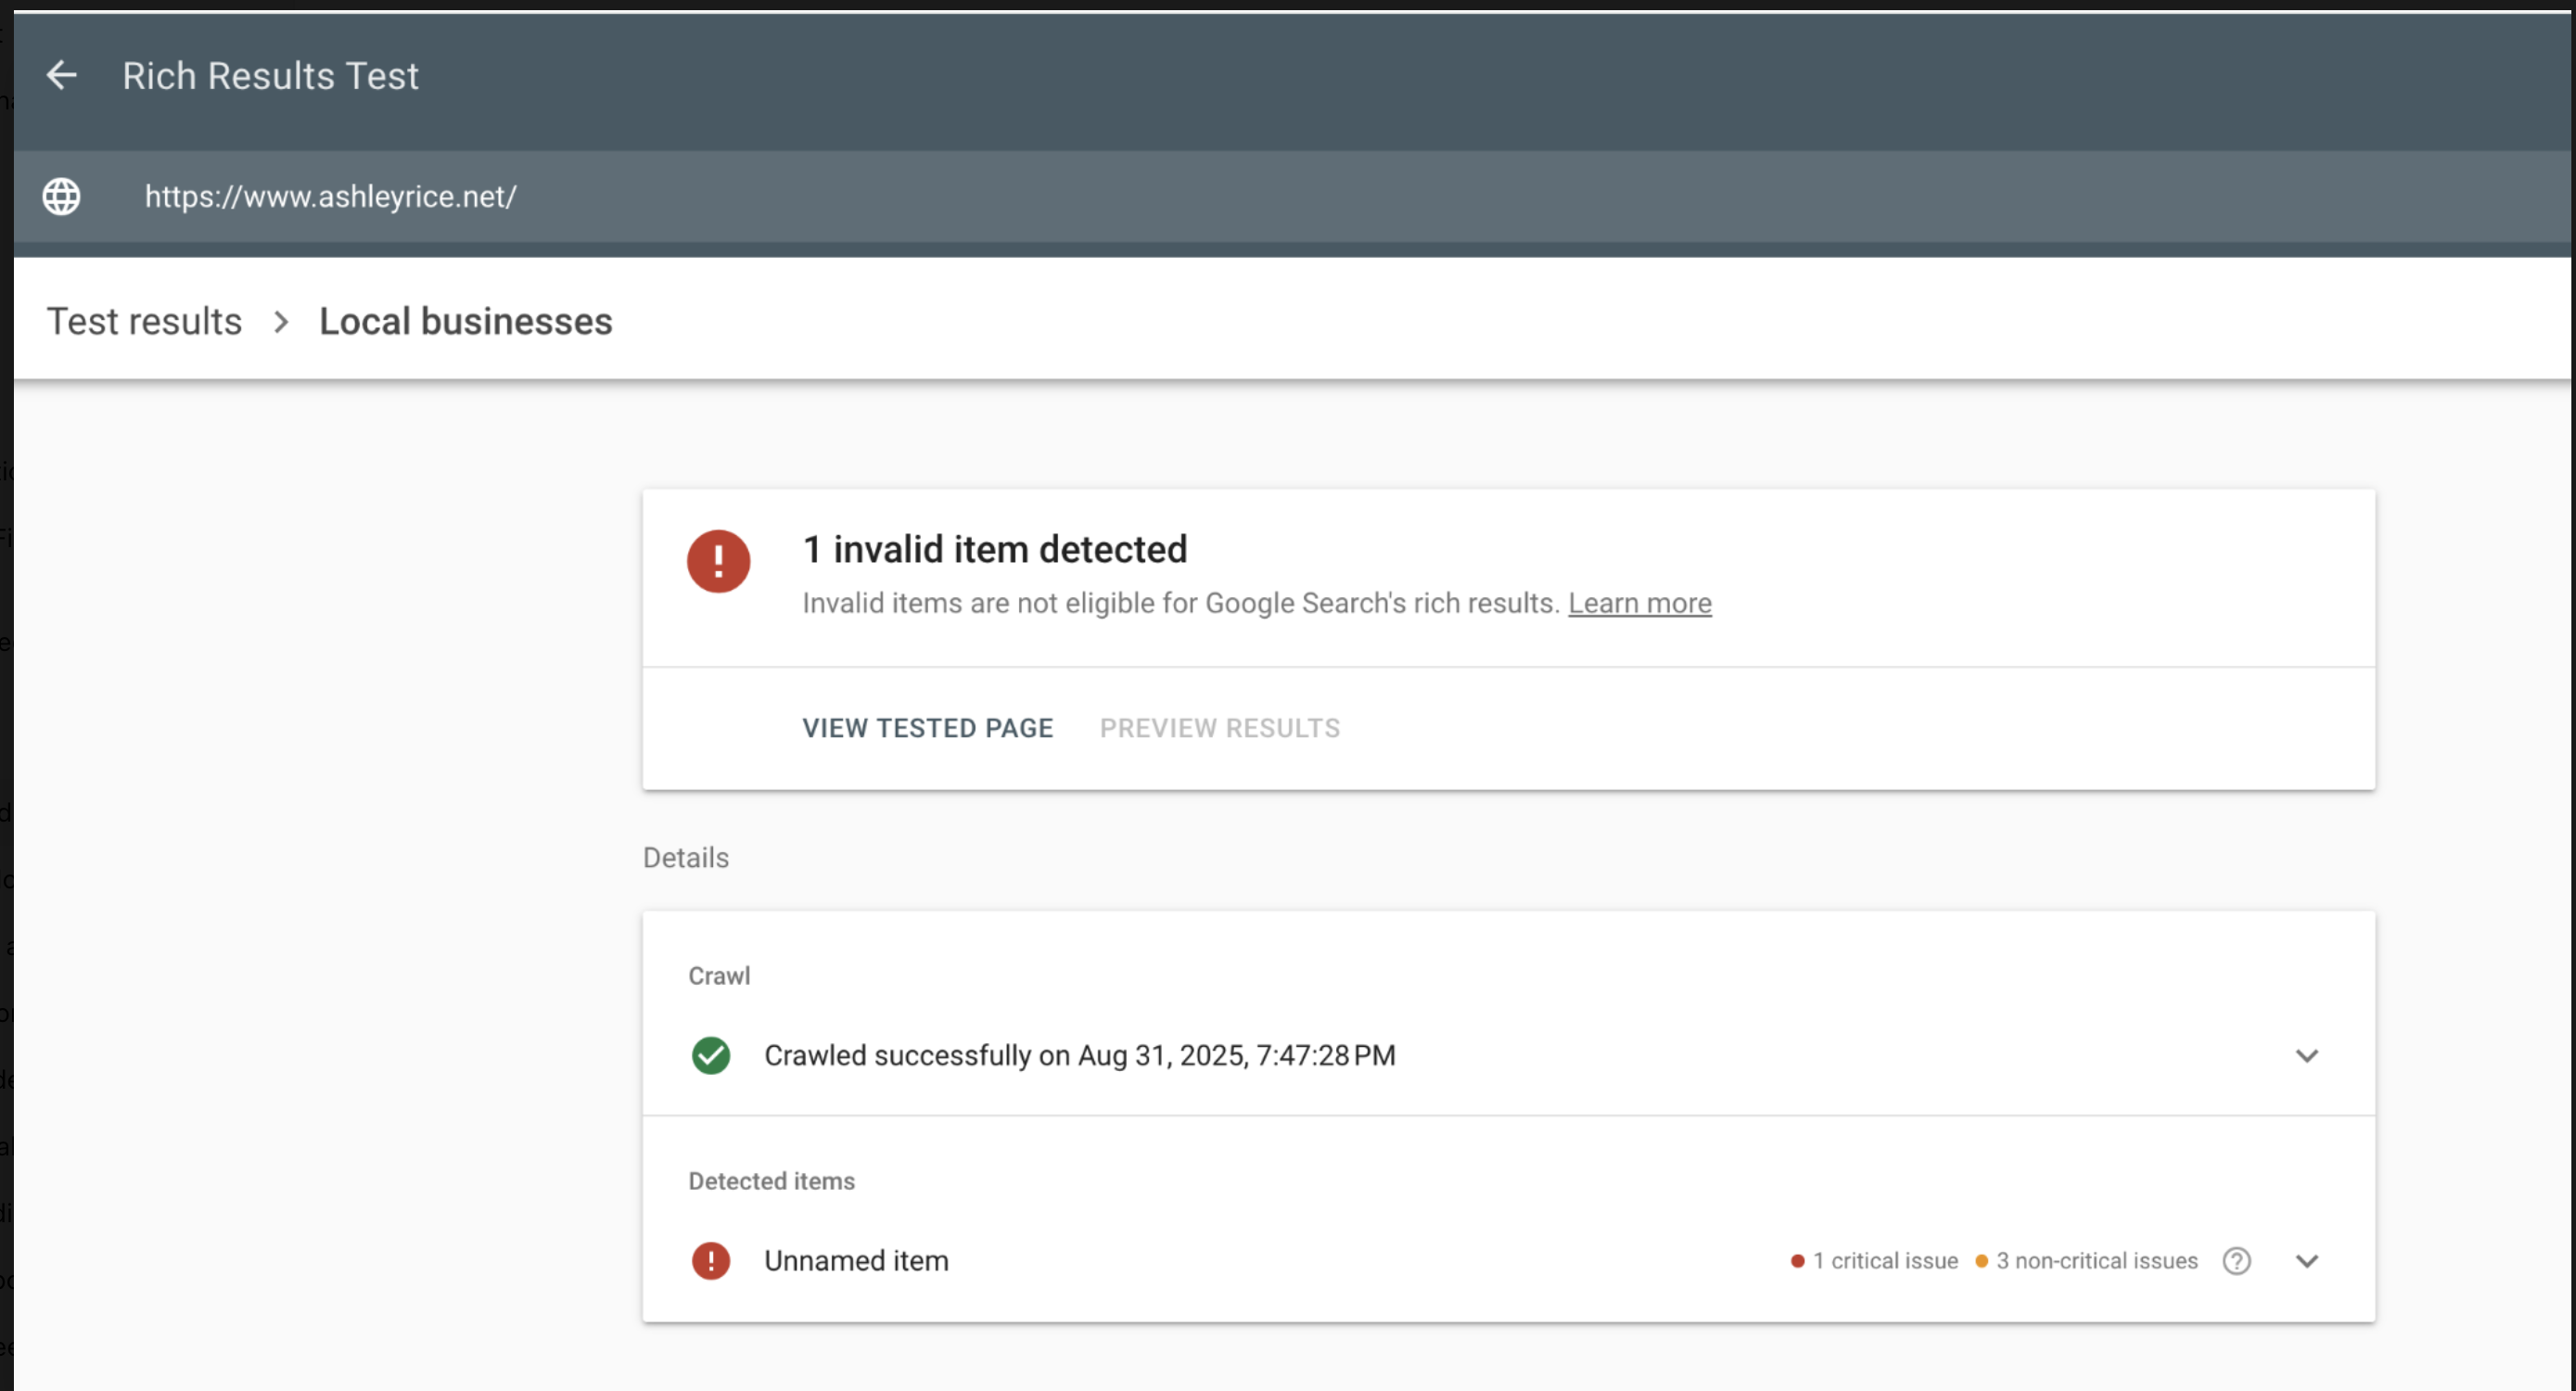 Rich Results Test
https://www.ashleyrice.net/
Test results > Local businesses
1 invalid item detected
Invalid items are not eligible for Google Search's rich results. Learn more
VIEW TESTED PAGE PREVIEW RESULTS
Details
Crawl
Crawled successfully on Aug 31, 2025, 7:47:28 PM
Detected items
Unnamed item 1 critical issue 3 non-critical issues